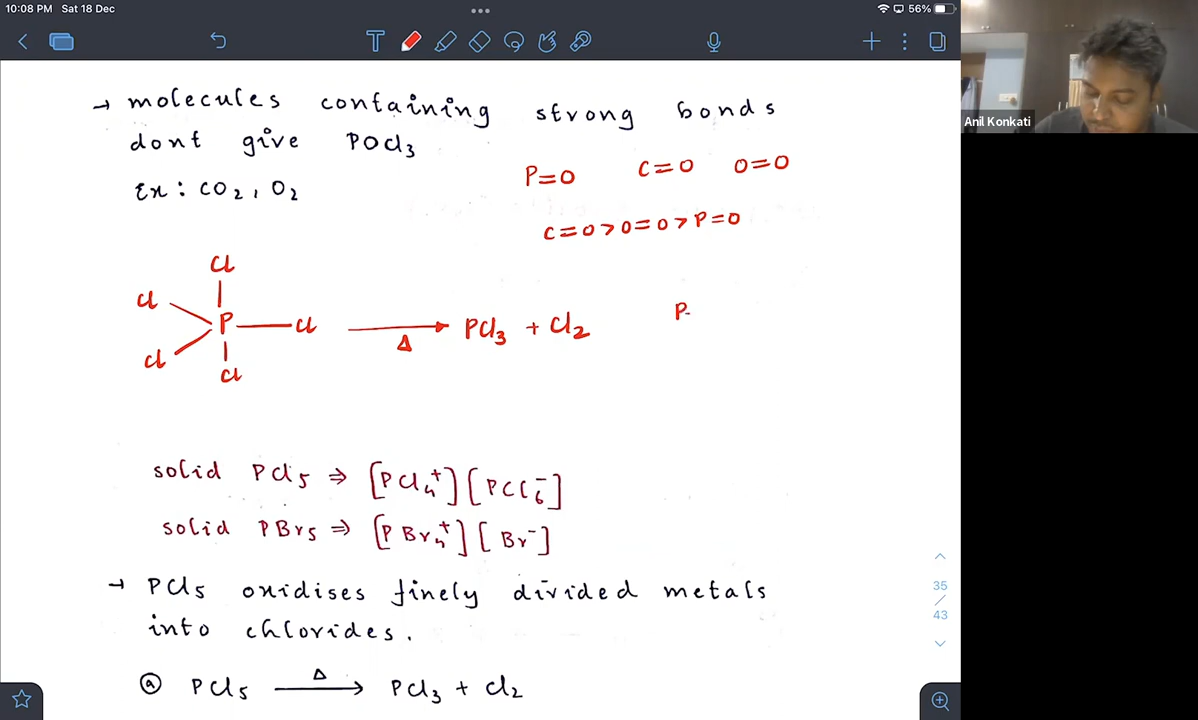 10:08 PM Sat 18 Dec
56%
Anil Konkati
→ molecules containing strong bonds
dont give POCl3
P=O C=O O=O
Ex : CO2, O2
C=O > O=O > P=O
Cl
Cl
P Cl → PCl3 + Cl2 P
Δ
Cl
Cl
solid PCl5 ⇒ [PCl4+][PCl6-]
solid PBr5 ⇒ [PBr4+][Br-]
→ PCl5 oxidises finely divided metals
into chlorides.
35
/
43
ⓐ PCl5 Δ→ PCl3 + Cl2